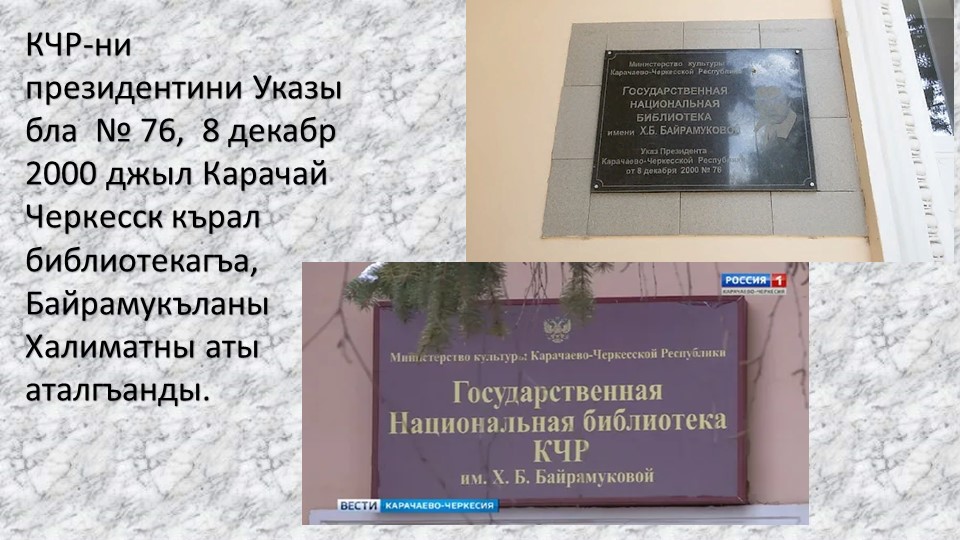 КЧР-ни
президентини Указы
бла № 76, 8 декабр
2000 джыл Карачай
Черкесск кърал
библиотекагъа,
Байрамукъланы
Халиматны аты
аталгъанды.
Министерство культуры
Карачаево-Черкесской Республики
ГОСУДАРСТВЕННАЯ
НАЦИОНАЛЬНАЯ
БИБЛИОТЕКА
имени Х.Б. БАЙРАМУКОВОЙ
Указ Президента
Карачаево-Черкесской Республики
от 8 декабря 2000 № 76
РОССИЯ 1
КАРАЧАЕВО-ЧЕРКЕСИЯ
Министерство культуры Карачаево-Черкесской Республики
Государственная
Национальная библиотека
КЧР
им. Х. Б. Байрамуковой
ВЕСТИ КАРАЧАЕВО-ЧЕРКЕСИЯ